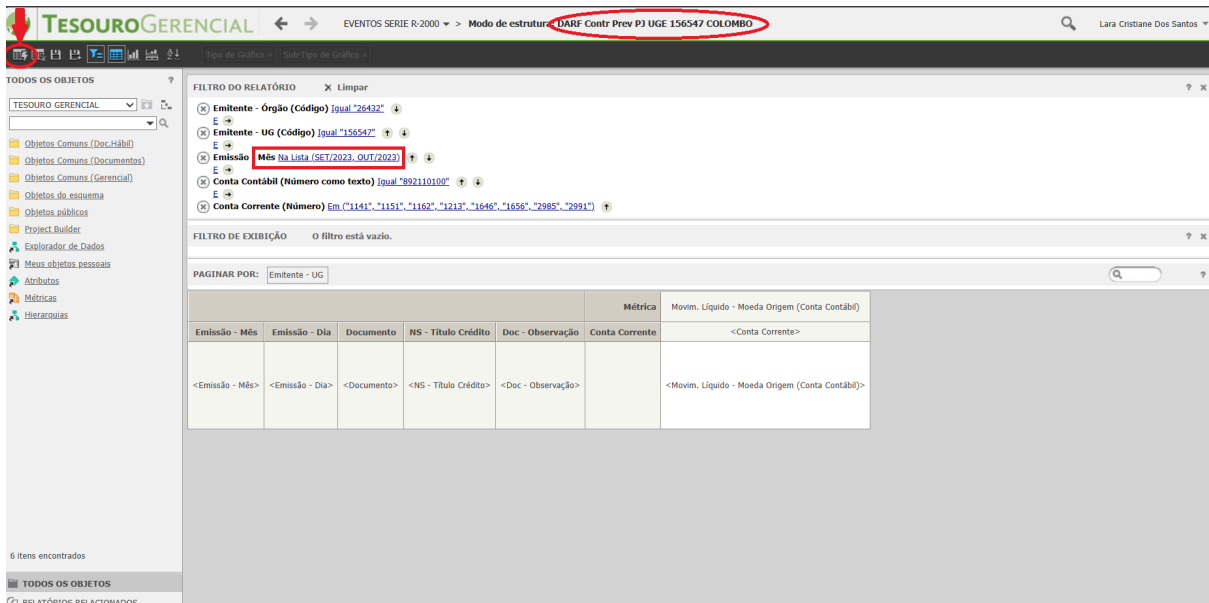 TESOUROGERENCIAL
EVENTOS SERIE R-2000 > Modo de estrutura: DARF Contr Prev PJ UGE 156547 COLOMBO
Lara Cristiane Dos Santos
Tipo de Gráfico Sub-Tipo de Gráfico
TODOS OS OBJETOS ?
TESOURO GERENCIAL
Objetos Comuns (Doc.Hábil)
Objetos Comuns (Documentos)
Objetos Comuns (Gerencial)
Objetos do esquema
Objetos públicos
Project Builder
Explorador de Dados
Meus objetos pessoais
Atributos
Métricas
Hierarquias
6 itens encontrados
TODOS OS OBJETOS
RELATÓRIOS RELACIONADOS
FILTRO DO RELATÓRIO X Limpar ? x
Emitente - Órgão (Código) Igual "26432"
E
Emitente - UG (Código) Igual "156547"
E
Emissão Mês Na Lista (SET/2023, OUT/2023)
E
Conta Contábil (Número como texto) Igual "892110100"
E
Conta Corrente (Número) Em ("1141", "1151", "1162", "1213", "1646", "1656", "2985", "2991")
FILTRO DE EXIBIÇÃO O filtro está vazio. ? x
PAGINAR POR: Emitente - UG ?
Métrica Movim. Líquido - Moeda Origem (Conta Contábil)
Emissão - Mês Emissão - Dia Documento NS - Título Crédito Doc - Observação Conta Corrente <Conta Corrente>
<Emissão - Mês> <Emissão - Dia> <Documento> <NS - Título Crédito> <Doc - Observação> <Movim. Líquido - Moeda Origem (Conta Contábil)>